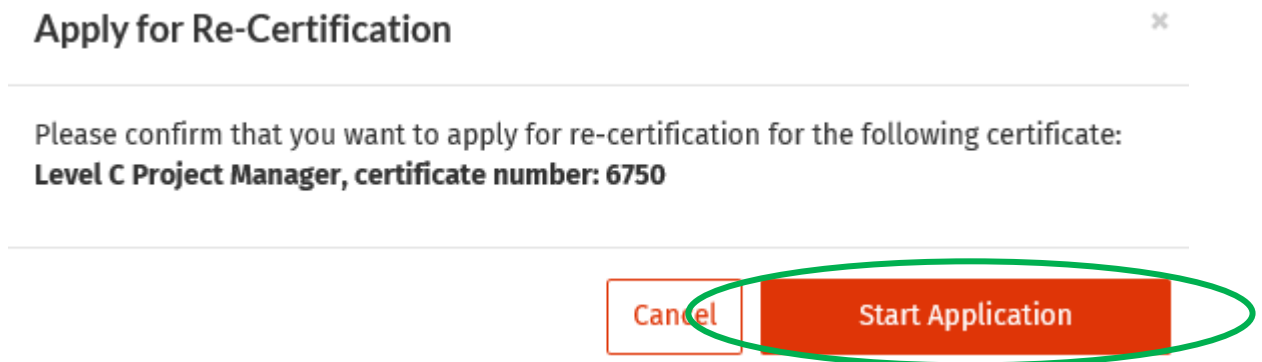 Apply for Re-Certification
Please confirm that you want to apply for re-certification for the following certificate:
Level C Project Manager, certificate number: 6750
Cancel
Start Application